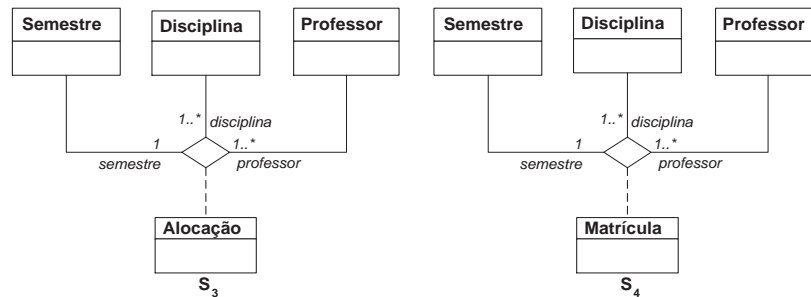 Semestre
Disciplina
Professor
1..*
disciplina
1
1..*
semestre
professor
Alocação
S3
Semestre
Disciplina
Professor
1..*
disciplina
1
1..*
semestre
professor
Matrícula
S4